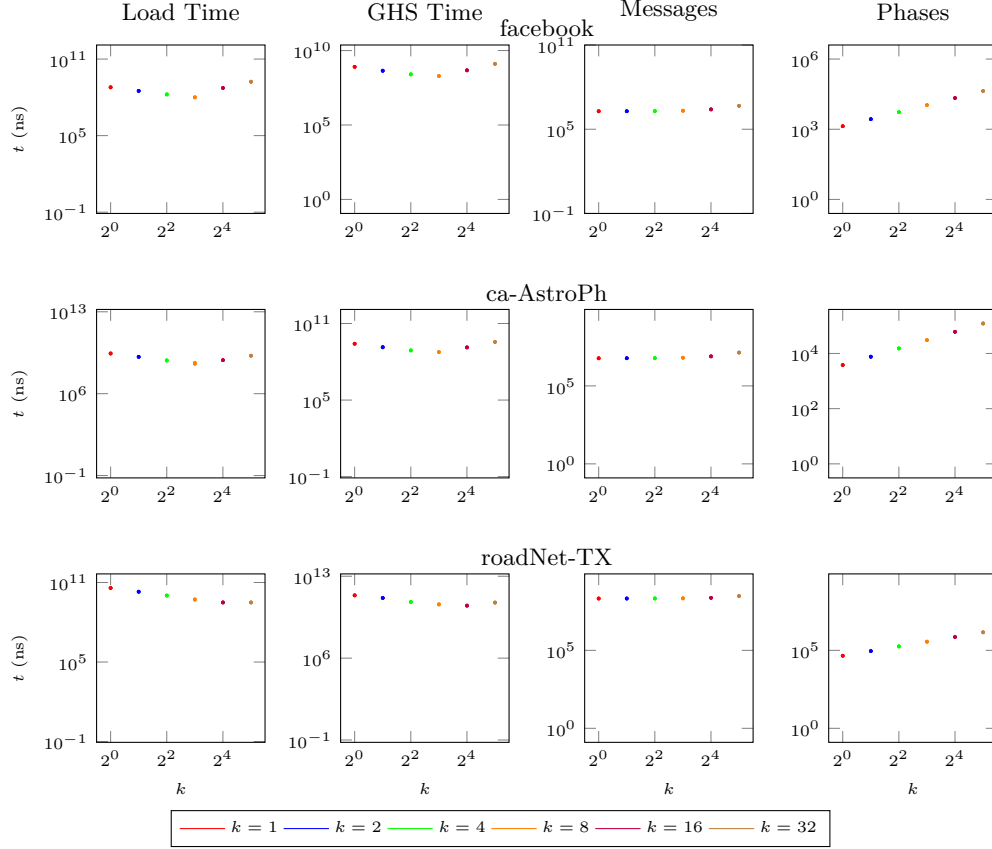 Load Time GHS Time Messages Phases
facebook
10^11 10^10 10^11 10^6
t (ns) 10^5 10^5 10^5 10^3
10^−1 10^0 10^−1 10^0
2^0 2^2 2^4 2^0 2^2 2^4 2^0 2^2 2^4 2^0 2^2 2^4
ca-AstroPh
10^13 10^11
t (ns) 10^6 10^5 10^5 10^4
10^2
10^−1 10^−1 10^0 10^0
2^0 2^2 2^4 2^0 2^2 2^4 2^0 2^2 2^4 2^0 2^2 2^4
roadNet-TX
10^11 10^13
t (ns) 10^5 10^6 10^5 10^5
10^−1 10^−1 10^0 10^0
2^0 2^2 2^4 2^0 2^2 2^4 2^0 2^2 2^4 2^0 2^2 2^4
k k k k
k = 1 k = 2 k = 4 k = 8 k = 16 k = 32